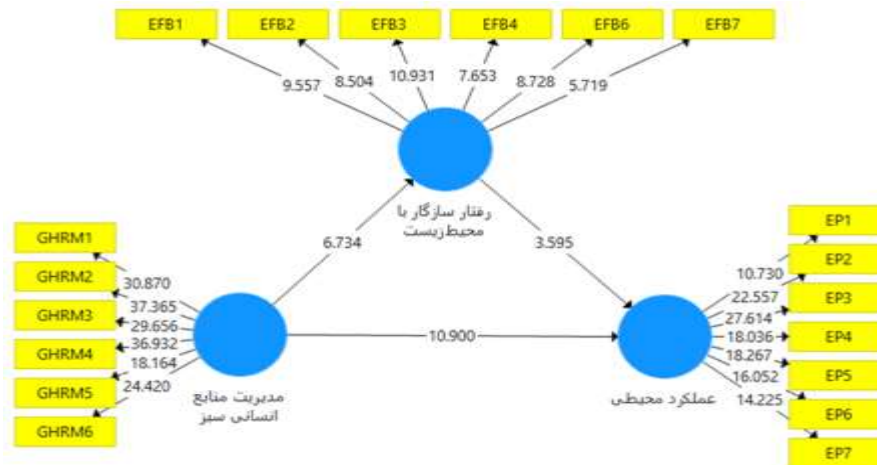 EFB1 EFB2 EFB3 EFB4 EFB6 EFB7
9.557 8.504 10.931 7.653 8.728 5.719
رفتار سازگار با
محیط‌زیست
6.734 3.595
GHRM1
GHRM2
GHRM3
GHRM4
GHRM5
GHRM6
30.870
37.365
29.656
36.932
18.164
24.420
مدیریت منابع
انسانی سبز
10.900
عملکرد محیطی
10.730
22.557
27.614
18.036
18.267
16.052
14.225
EP1
EP2
EP3
EP4
EP5
EP6
EP7